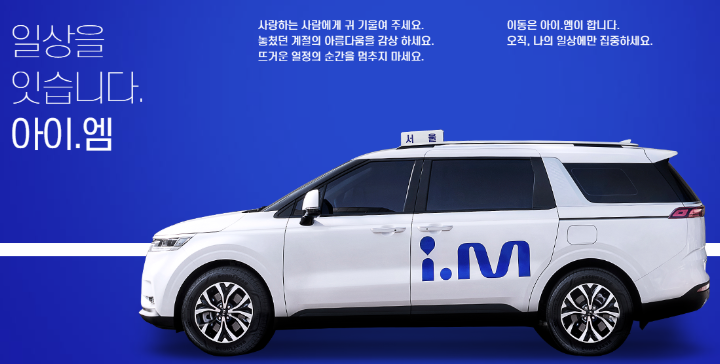 일상을
잇습니다.
아이.엠
사랑하는 사람에게 귀 기울여 주세요.
놓쳤던 계절의 아름다움을 감상 하세요.
뜨거운 열정의 순간을 멈추지 마세요.
이동은 아이.엠이 합니다.
오직, 나의 일상에만 집중하세요.
서 울
i.M